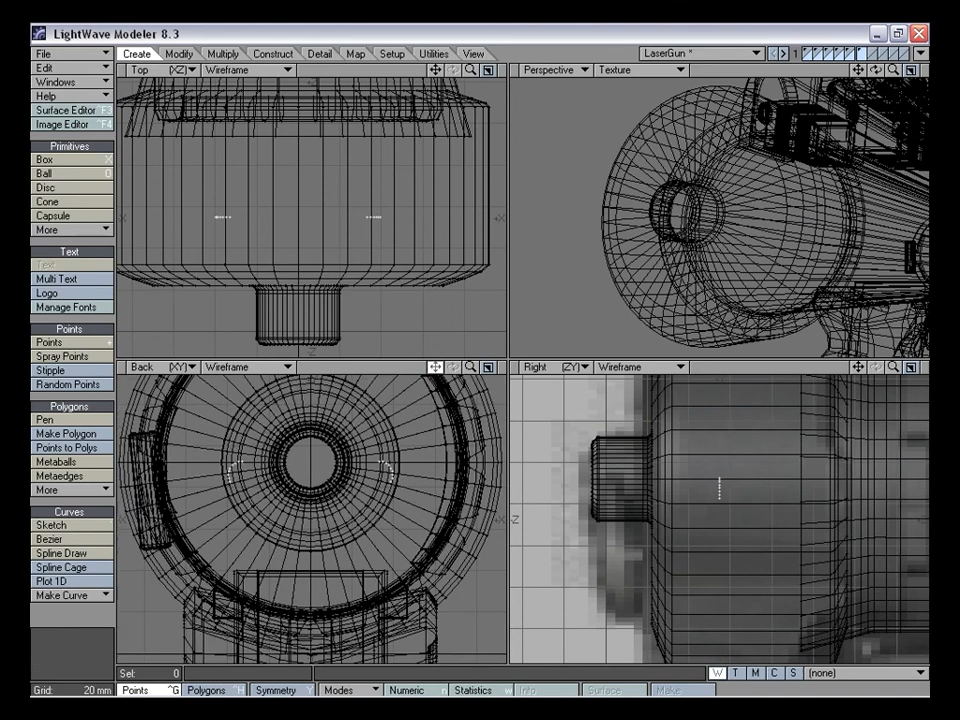 LightWave Modeler 8.3
File
Edit
Windows
Help
Surface Editor F3
Image Editor ^F4
Create Modify Multiply Construct Detail Map Setup Utilities View
LaserGun *
1
Top (XZ) Wireframe
Perspective Texture
Primitives
Box X
Ball O
Disc
Cone
Capsule
More
Text
Text
Multi Text
Logo
Manage Fonts
Points
Points +
Spray Points
Stipple
Random Points
Polygons
Pen
Make Polygon
Points to Polys
Metaballs
Metaedges
More
Curves
Sketch
Bezier
Spline Draw
Spline Cage
Plot 1D
Make Curve
Back (XY) Wireframe
Right (ZY) Wireframe
Sel: 0
W T M C S (none)
Grid: 20 mm
Points ^G Polygons ^H Symmetry Y Modes Numeric n Statistics w Info Surface Make